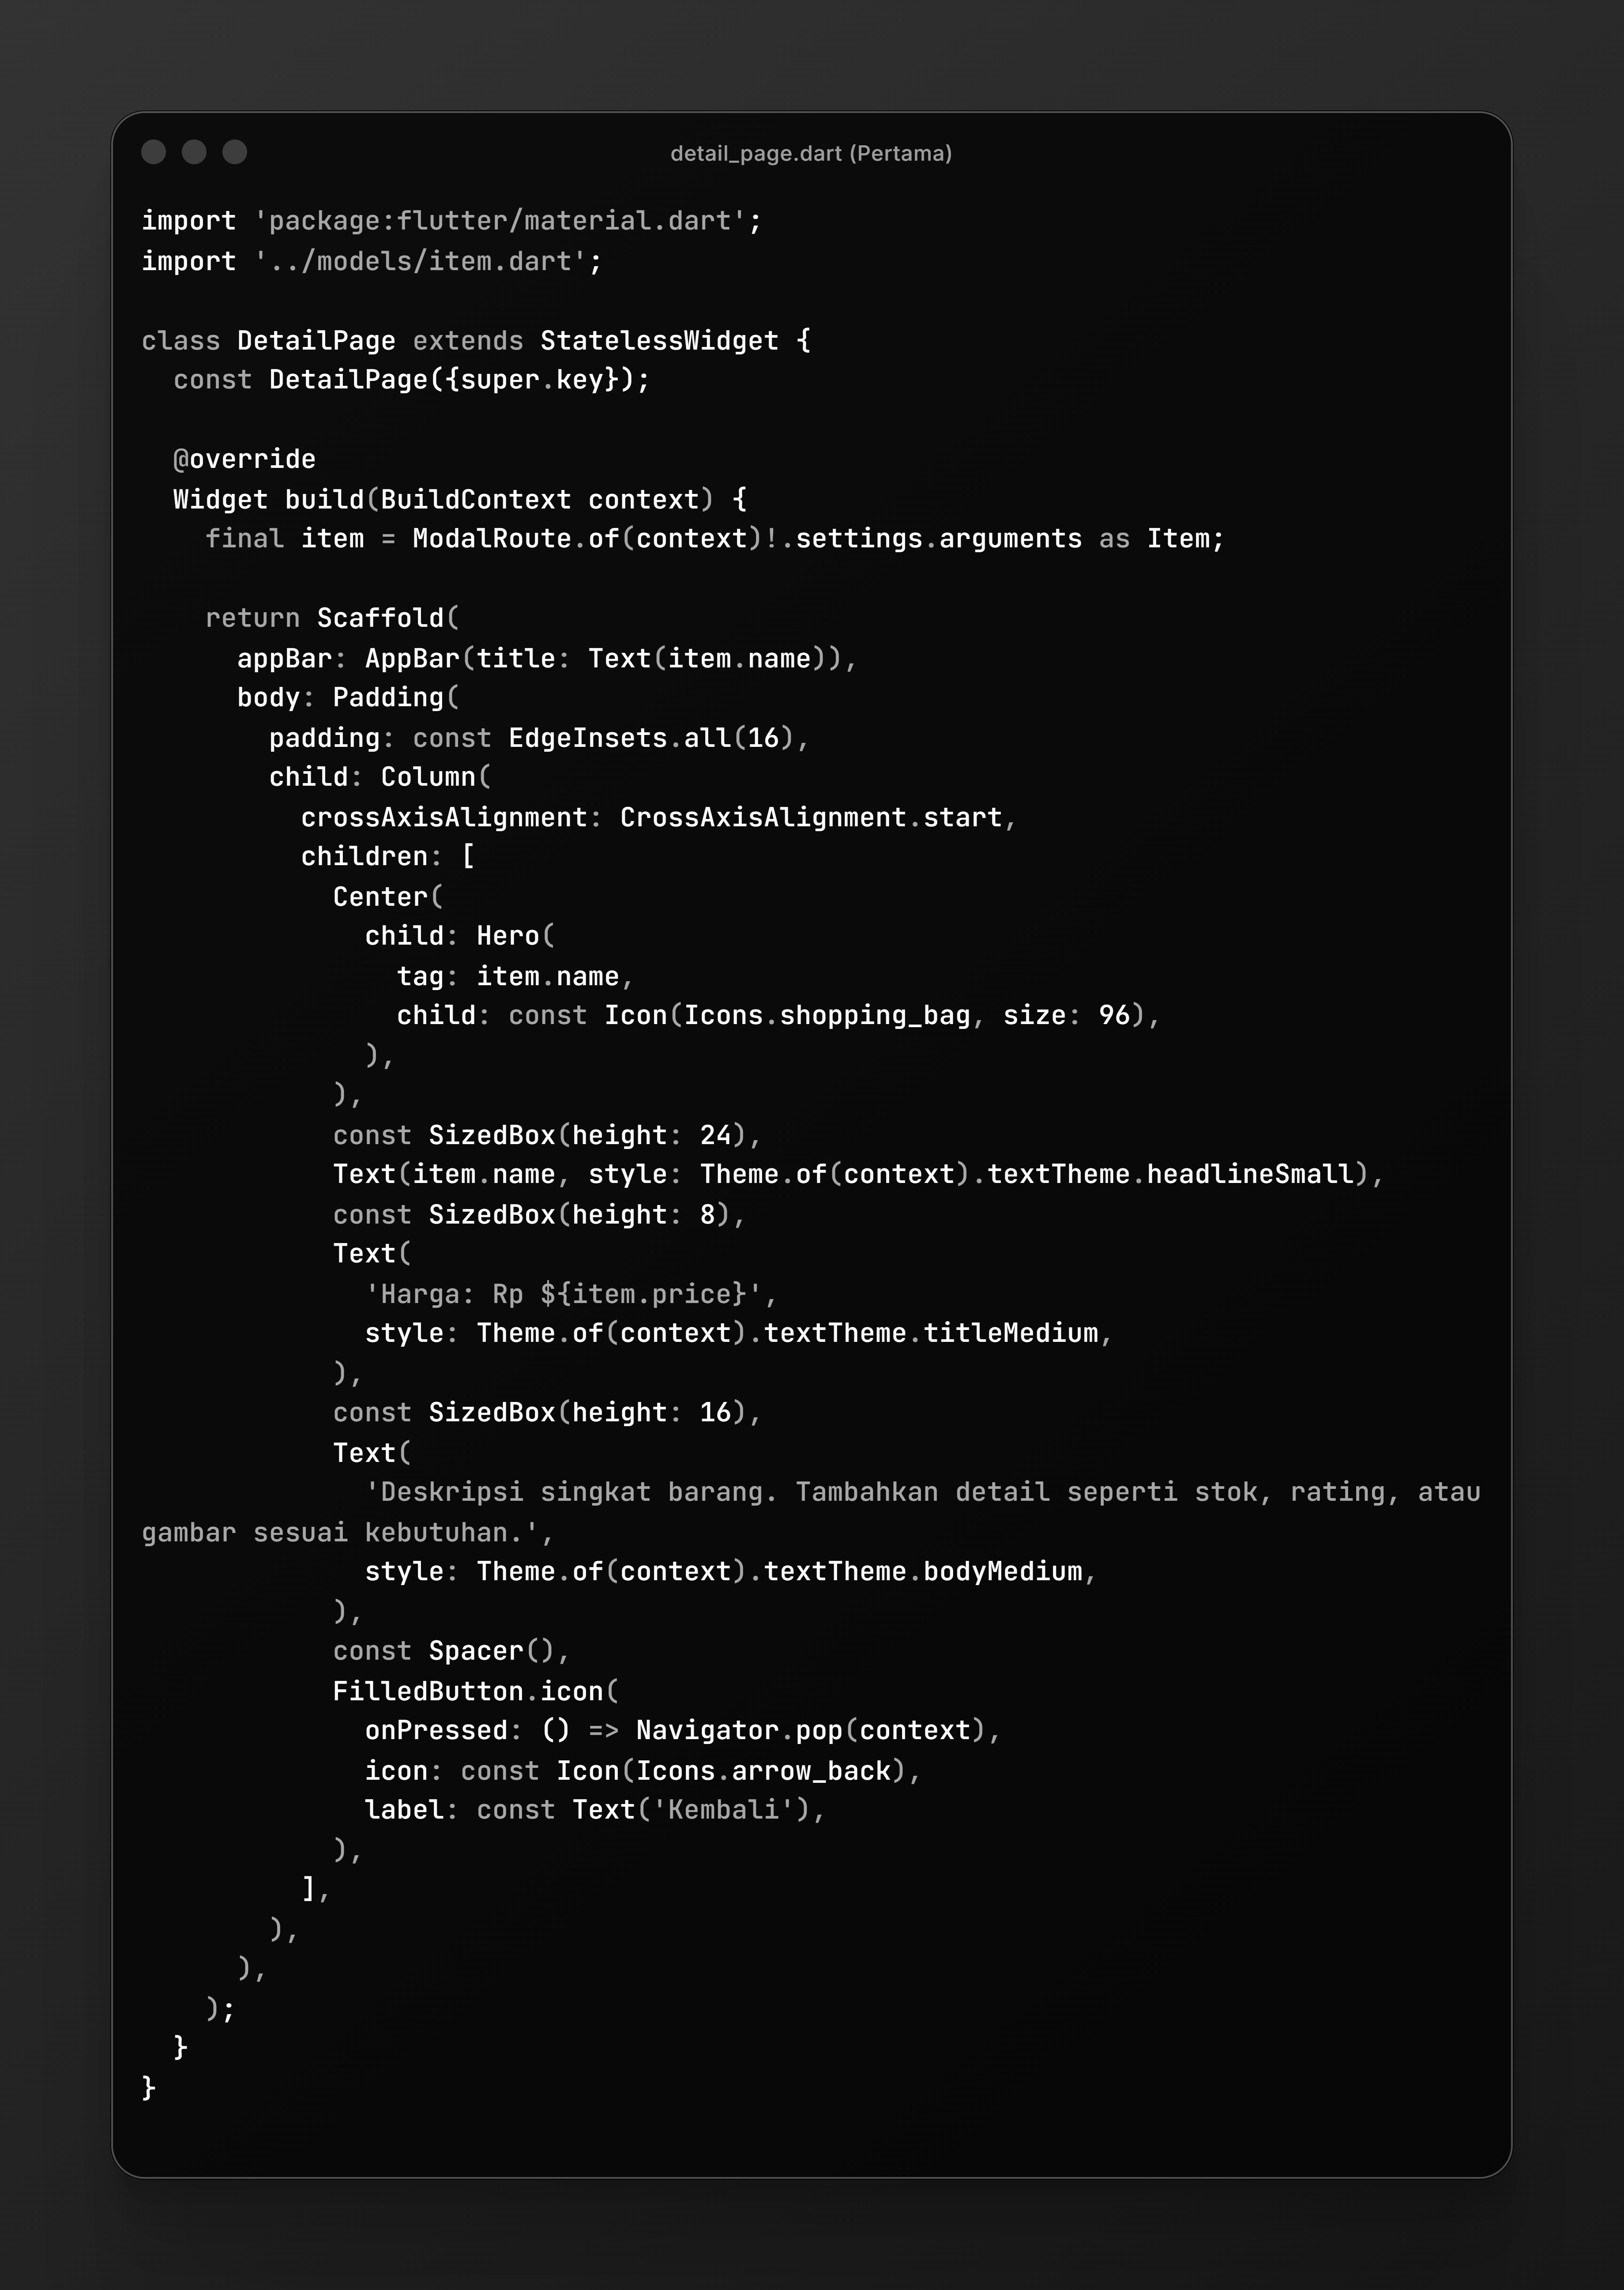 detail_page.dart (Pertama)
import 'package:flutter/material.dart';
import '../models/item.dart';

class DetailPage extends StatelessWidget {
  const DetailPage({super.key});

  @override
  Widget build(BuildContext context) {
    final item = ModalRoute.of(context)!.settings.arguments as Item;

    return Scaffold(
      appBar: AppBar(title: Text(item.name)),
      body: Padding(
        padding: const EdgeInsets.all(16),
        child: Column(
          crossAxisAlignment: CrossAxisAlignment.start,
          children: [
            Center(
              child: Hero(
                tag: item.name,
                child: const Icon(Icons.shopping_bag, size: 96),
              ),
            ),
            const SizedBox(height: 24),
            Text(item.name, style: Theme.of(context).textTheme.headlineSmall),
            const SizedBox(height: 8),
            Text(
              'Harga: Rp ${item.price}',
              style: Theme.of(context).textTheme.titleMedium,
            ),
            const SizedBox(height: 16),
            Text(
              'Deskripsi singkat barang. Tambahkan detail seperti stok, rating, atau
gambar sesuai kebutuhan.',
              style: Theme.of(context).textTheme.bodyMedium,
            ),
            const Spacer(),
            FilledButton.icon(
              onPressed: () => Navigator.pop(context),
              icon: const Icon(Icons.arrow_back),
              label: const Text('Kembali'),
            ),
          ],
        ),
      ),
    );
  }
}